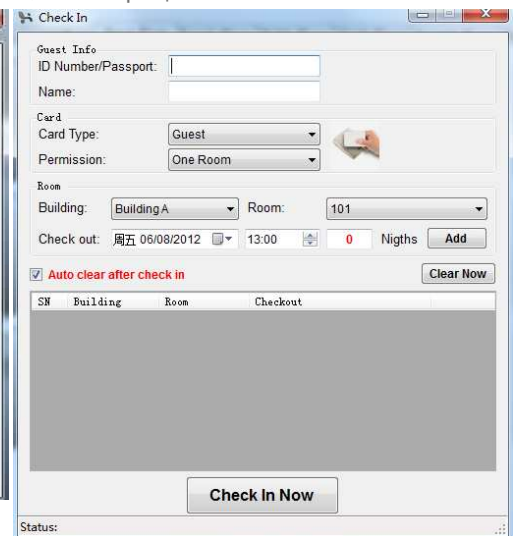 Check In
Guest Info
ID Number/Passport:
Name:
Card
Card Type: Guest
Permission: One Room
Room
Building: Building A Room: 101
Check out: 周五 06/08/2012 13:00 0 Nigths Add
Auto clear after check in Clear Now
SN Building Room Checkout
Check In Now
Status: